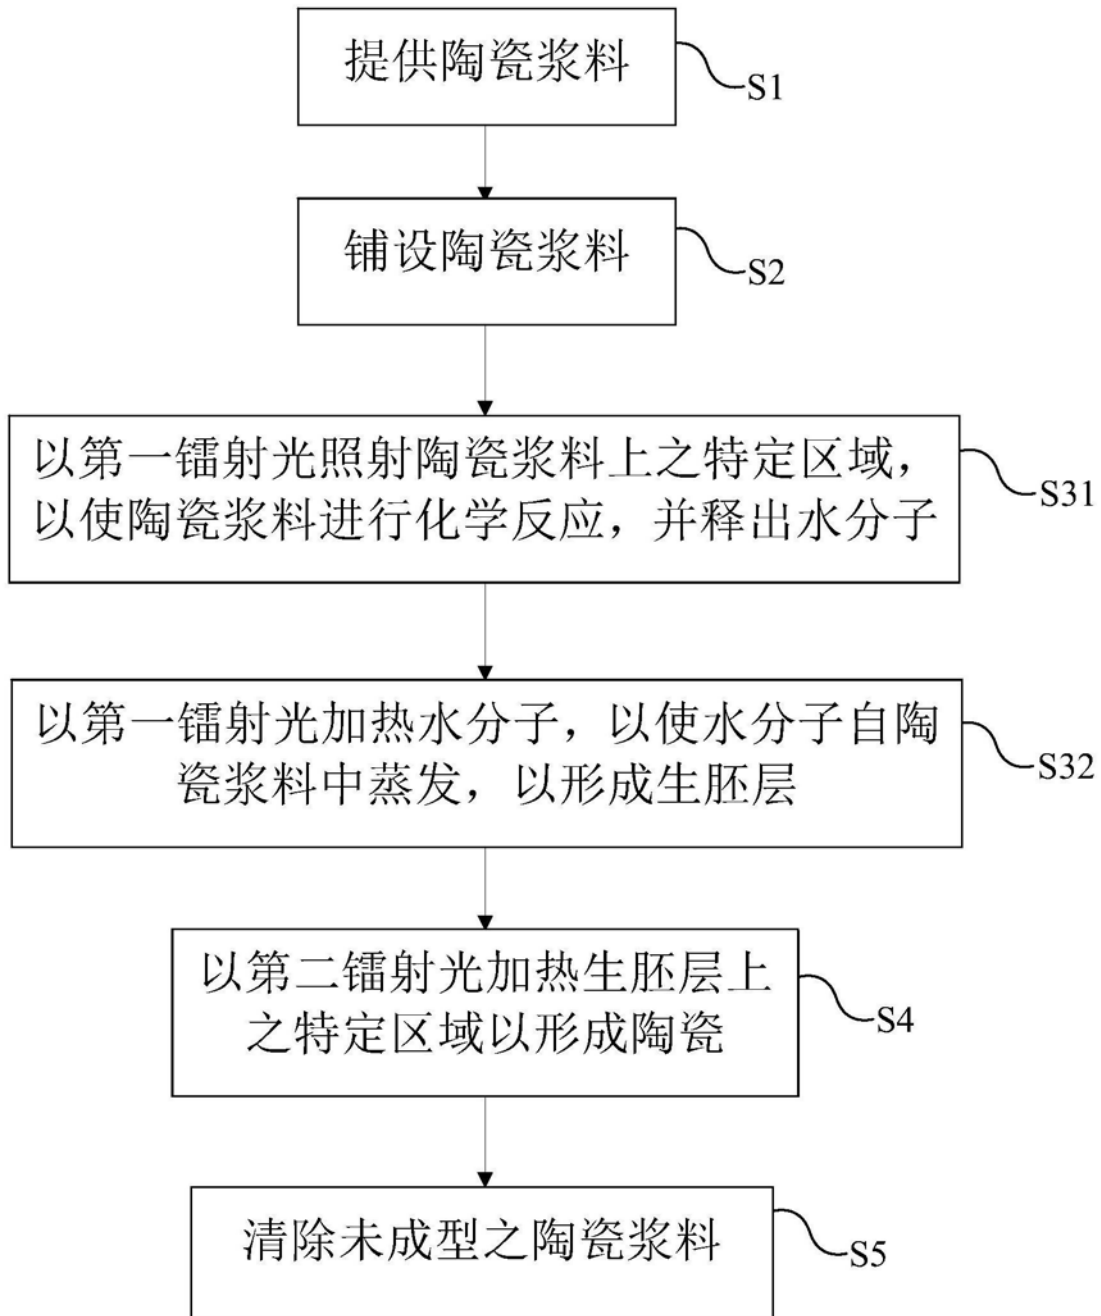 提供陶瓷浆料
S1
铺设陶瓷浆料
S2
以第一镭射光照射陶瓷浆料上之特定区域，
以使陶瓷浆料进行化学反应，并释出水分子
S31
以第一镭射光加热水分子，以使水分子自陶
瓷浆料中蒸发，以形成生胚层
S32
以第二镭射光加热生胚层上
之特定区域以形成陶瓷
S4
清除未成型之陶瓷浆料
S5